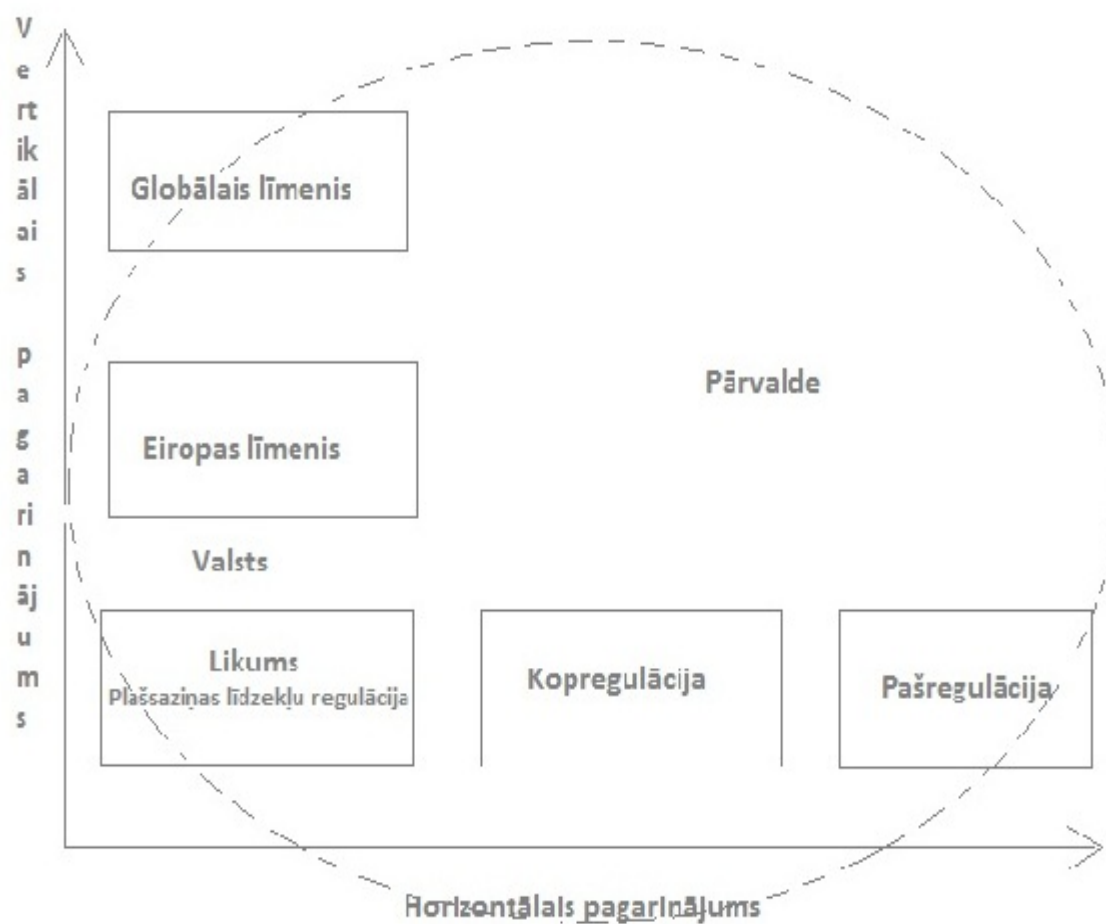 Vertikālais pagarinājums
Globālais līmenis
Pārvalde
Eiropas līmenis
Valsts
Likums
Plašsaziņas līdzekļu regulācija
Kopregulācija
Pašregulācija
Horizontālais pagarinājums